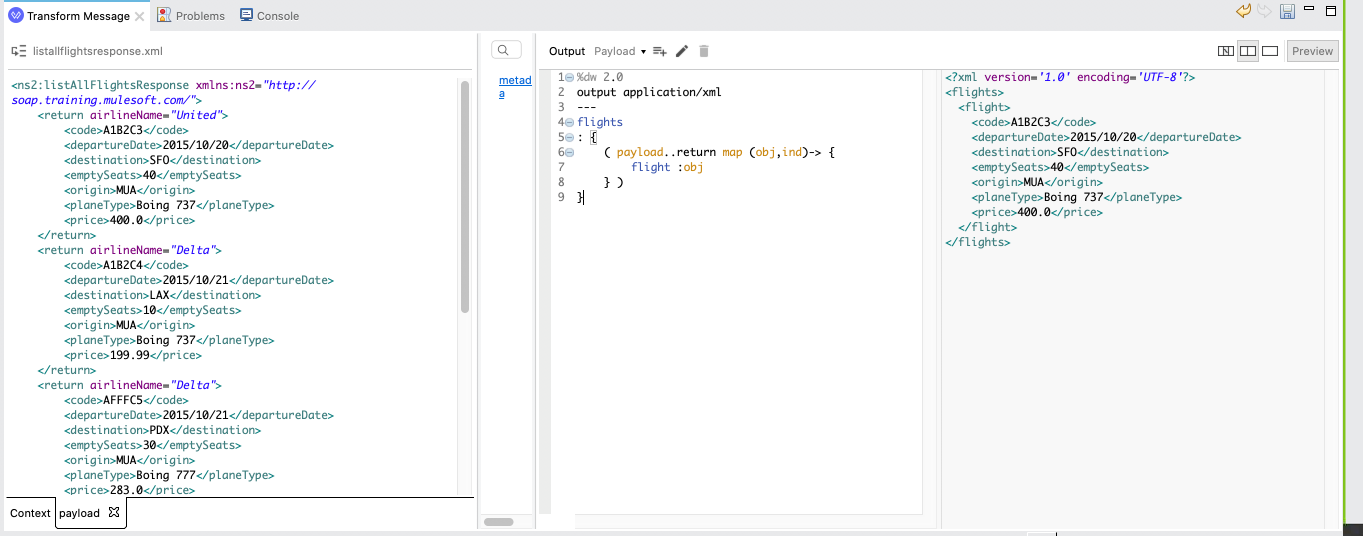 Transform Message
Problems
Console
listallflightsresponse.xml
Output Payload
Preview
<ns2:listAllFlightsResponse xmlns:ns2="http://
soap.training.mulesoft.com/">
<return airlineName="United">
<code>A1B2C3</code>
<departureDate>2015/10/20</departureDate>
<destination>SFO</destination>
<emptySeats>40</emptySeats>
<origin>MUA</origin>
<planeType>Boing 737</planeType>
<price>400.0</price>
</return>
<return airlineName="Delta">
<code>A1B2C4</code>
<departureDate>2015/10/21</departureDate>
<destination>LAX</destination>
<emptySeats>10</emptySeats>
<origin>MUA</origin>
<planeType>Boing 737</planeType>
<price>199.99</price>
</return>
<return airlineName="Delta">
<code>AFFFC5</code>
<departureDate>2015/10/21</departureDate>
<destination>PDX</destination>
<emptySeats>30</emptySeats>
<origin>MUA</origin>
<planeType>Boing 777</planeType>
<price>283.0</price>
Context payload
metad
a
1 %dw 2.0
2 output application/xml
3 ---
4 flights
5 : {
6 ( payload..return map (obj,ind)-> {
7 flight :obj
8 } )
9 }
<?xml version='1.0' encoding='UTF-8'?>
<flights>
<flight>
<code>A1B2C3</code>
<departureDate>2015/10/20</departureDate>
<destination>SFO</destination>
<emptySeats>40</emptySeats>
<origin>MUA</origin>
<planeType>Boing 737</planeType>
<price>400.0</price>
</flight>
</flights>